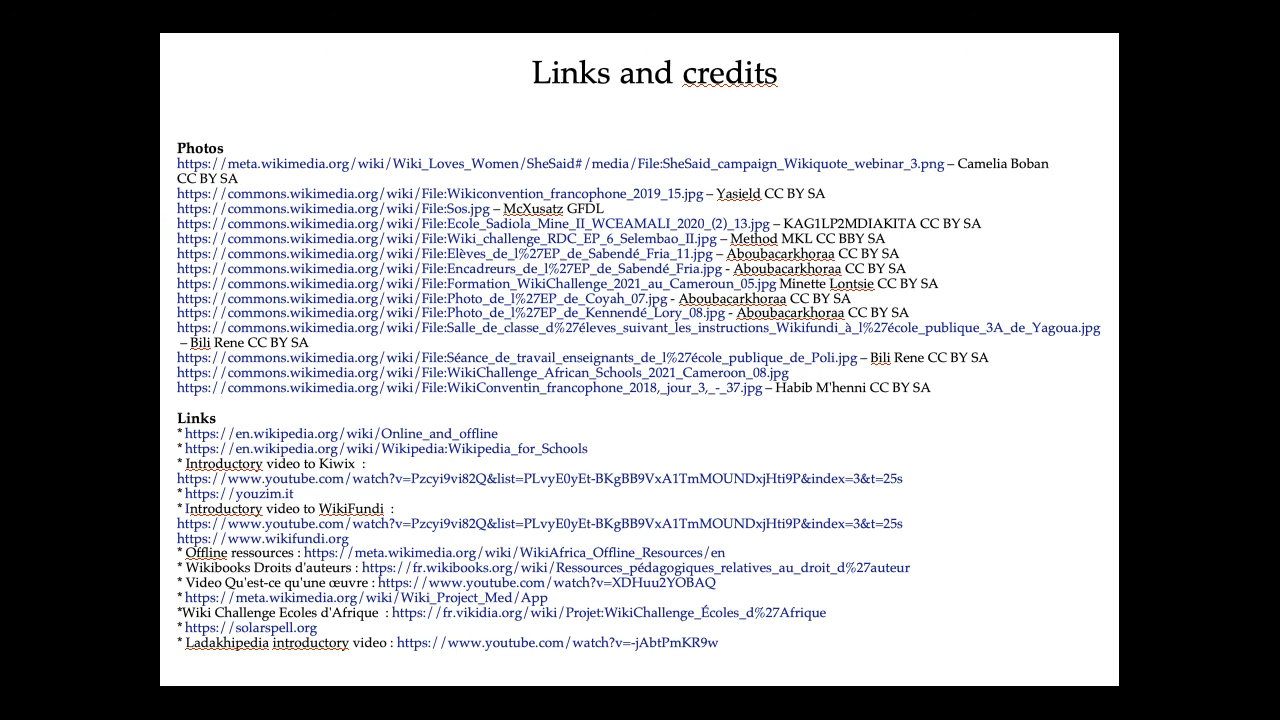 Links and credits
Photos
https://meta.wikimedia.org/wiki/Wiki_Loves_Women/SheSaid#/media/File:SheSaid_campaign_Wikiquote_webinar_3.png – Camelia Boban
CC BY SA
https://commons.wikimedia.org/wiki/File:Wikiconvention_francophone_2019_15.jpg – Yasield CC BY SA
https://commons.wikimedia.org/wiki/File:Sos.jpg – McXusatz GFDL
https://commons.wikimedia.org/wiki/File:Ecole_Sadiola_Mine_II_WCEAMALI_2020_(2)_13.jpg – KAG1LP2MDIAKITA CC BY SA
https://commons.wikimedia.org/wiki/File:Wiki_challenge_RDC_EP_6_Selembao_II.jpg – Method MKL CC BBY SA
https://commons.wikimedia.org/wiki/File:Elèves_de_l%27EP_de_Sabendé_Fria_11.jpg – Aboubacarkhoraa CC BY SA
https://commons.wikimedia.org/wiki/File:Encadreurs_de_l%27EP_de_Sabendé_Fria.jpg - Aboubacarkhoraa CC BY SA
https://commons.wikimedia.org/wiki/File:Formation_WikiChallenge_2021_au_Cameroun_05.jpg Minette Lontsie CC BY SA
https://commons.wikimedia.org/wiki/File:Photo_de_l%27EP_de_Coyah_07.jpg - Aboubacarkhoraa CC BY SA
https://commons.wikimedia.org/wiki/File:Photo_de_l%27EP_de_Kennendé_Lory_08.jpg - Aboubacarkhoraa CC BY SA
https://commons.wikimedia.org/wiki/File:Salle_de_classe_d%27éleves_suivant_les_instructions_Wikifundi_à_l%27école_publique_3A_de_Yagoua.jpg
– Bili Rene CC BY SA
https://commons.wikimedia.org/wiki/File:Séance_de_travail_enseignants_de_l%27école_publique_de_Poli.jpg – Bili Rene CC BY SA
https://commons.wikimedia.org/wiki/File:WikiChallenge_African_Schools_2021_Cameroon_08.jpg
https://commons.wikimedia.org/wiki/File:WikiConventin_francophone_2018,_jour_3,_-_37.jpg – Habib M'henni CC BY SA
Links
* https://en.wikipedia.org/wiki/Online_and_offline
* https://en.wikipedia.org/wiki/Wikipedia:Wikipedia_for_Schools
* Introductory video to Kiwix :
https://www.youtube.com/watch?v=Pzcyi9vi82Q&list=PLvyE0yEt-BKgBB9VxA1TmMOUNDxjHti9P&index=3&t=25s
* https://youzim.it
* Introductory video to WikiFundi :
https://www.youtube.com/watch?v=Pzcyi9vi82Q&list=PLvyE0yEt-BKgBB9VxA1TmMOUNDxjHti9P&index=3&t=25s
https://www.wikifundi.org
* Offline ressources : https://meta.wikimedia.org/wiki/WikiAfrica_Offline_Resources/en
* Wikibooks Droits d'auteurs : https://fr.wikibooks.org/wiki/Ressources_pédagogiques_relatives_au_droit_d%27auteur
* Video Qu'est-ce qu'une œuvre : https://www.youtube.com/watch?v=XDHuu2YOBAQ
* https://meta.wikimedia.org/wiki/Wiki_Project_Med/App
*Wiki Challenge Ecoles d'Afrique : https://fr.vikidia.org/wiki/Projet:WikiChallenge_Écoles_d%27Afrique
* https://solarspell.org
* Ladakhipedia introductory video : https://www.youtube.com/watch?v=-jAbtPmKR9w